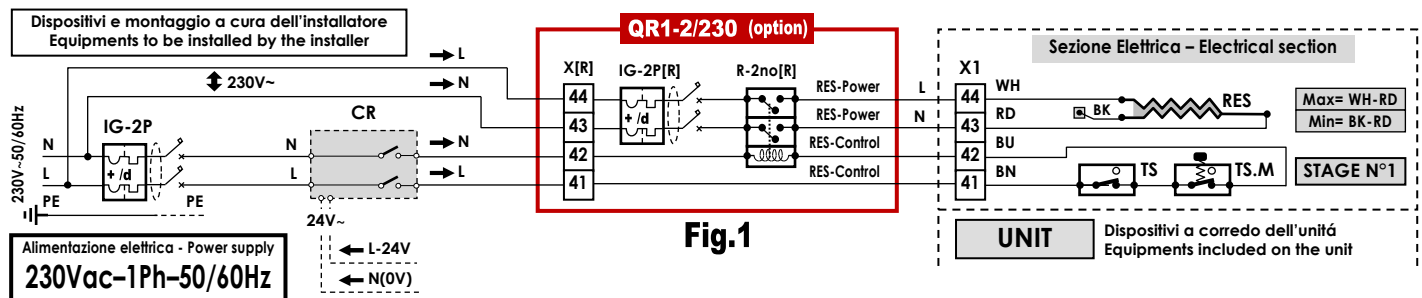 Dispositivi e montaggio a cura dell'installatore
Equipments to be installed by the installer
L
N
230V~
230V~50/60Hz
N
L
PE
IG-2P
+ /d
PE
CR
N
L
N
L
24V~
L-24V
N(0V)
Alimentazione elettrica - Power supply
230Vac–1Ph–50/60Hz
QR1-2/230 (option)
X[R]
IG-2P[R]
R-2no[R]
44
43
42
41
+ /d
RES-Power
RES-Power
RES-Control
RES-Control
L
N
Fig.1
Sezione Elettrica – Electrical section
X1
44
43
42
41
WH
RD
BU
BN
BK
RES
Max= WH-RD
Min= BK-RD
TS
TS.M
STAGE N°1
UNIT
Dispositivi a corredo dell'unitá
Equipments included on the unit